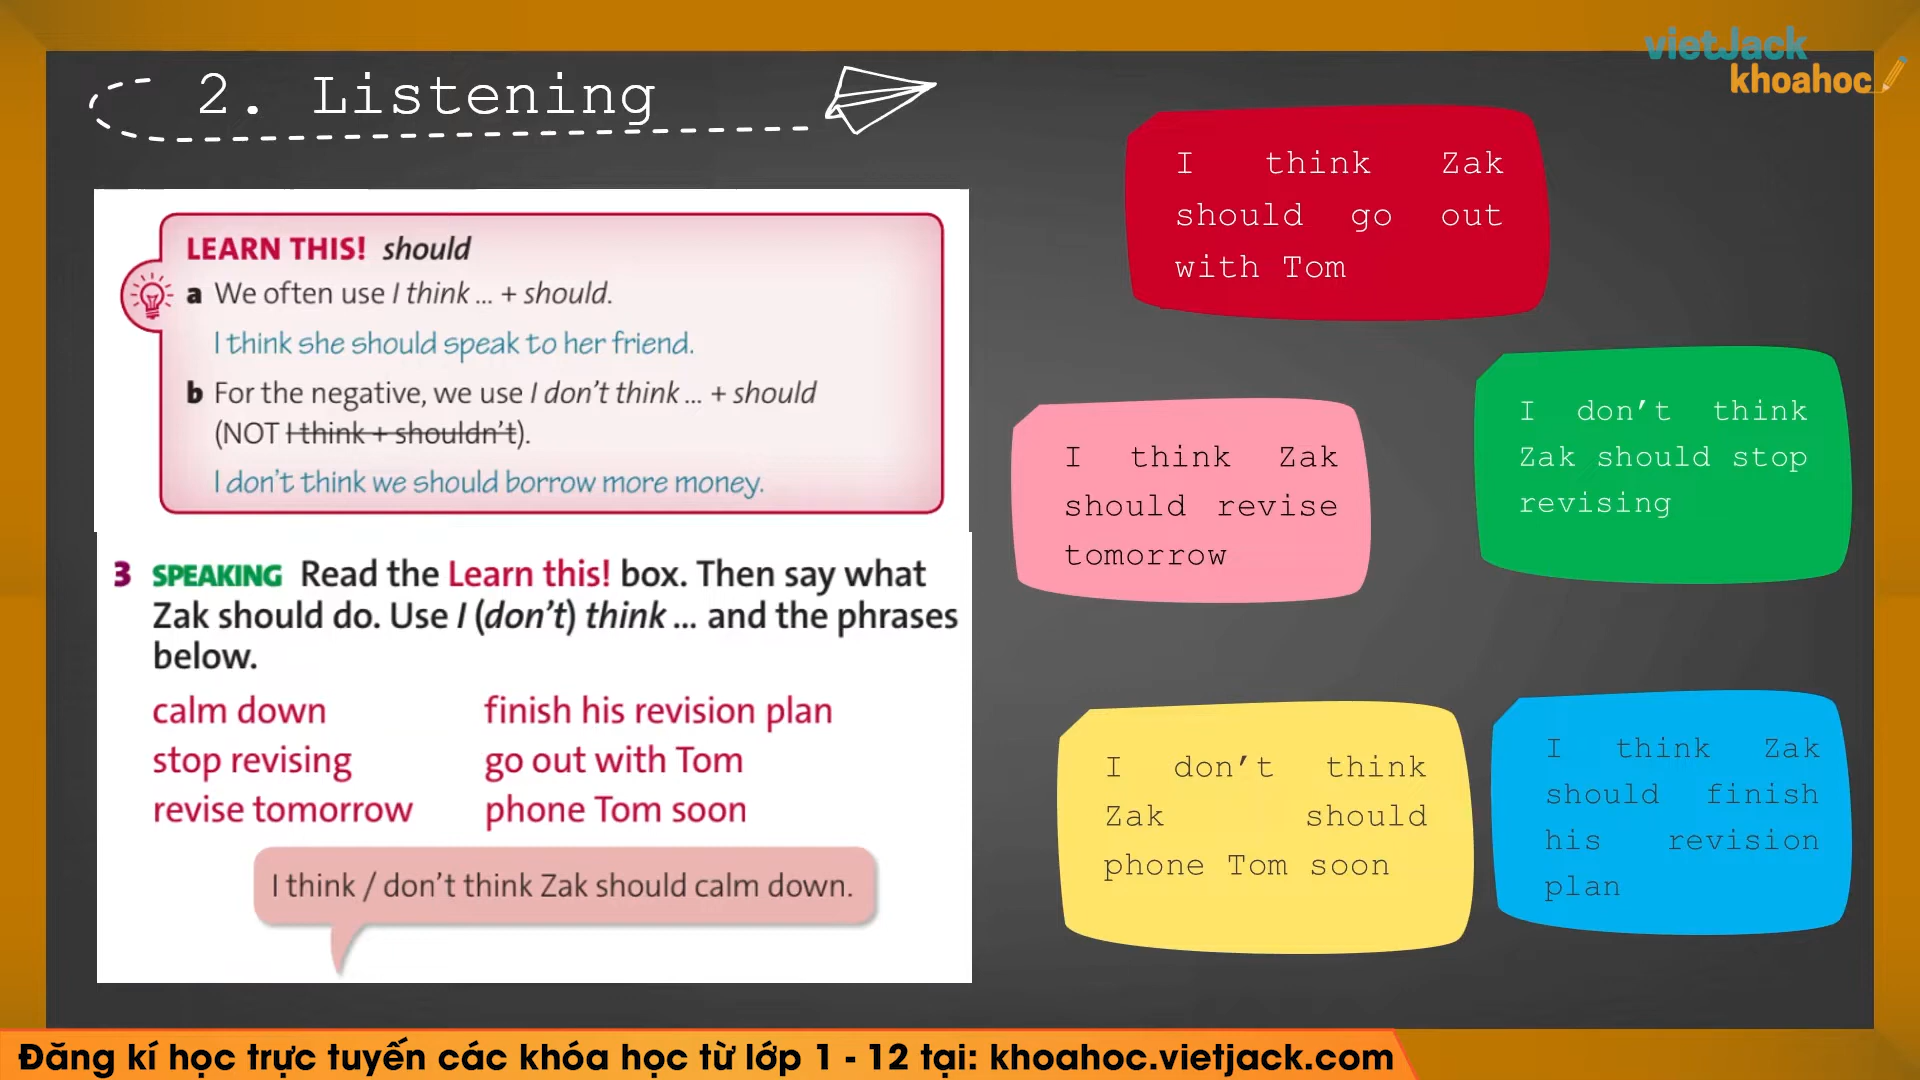 vietJack
khoahoc
2. Listening
LEARN THIS! should
a We often use I think ... + should.
I think she should speak to her friend.
b For the negative, we use I don't think ... + should
(NOT I think + shouldn't).
I don't think we should borrow more money.
3 SPEAKING Read the Learn this! box. Then say what
Zak should do. Use I (don't) think ... and the phrases
below.
calm down finish his revision plan
stop revising go out with Tom
revise tomorrow phone Tom soon
I think / don't think Zak should calm down.
I think Zak
should go out
with Tom
I think Zak
should revise
tomorrow
I don't think
Zak should stop
revising
I don't think
Zak should
phone Tom soon
I think Zak
should finish
his revision
plan
Đăng kí học trực tuyến các khóa học từ lớp 1 - 12 tại: khoahoc.vietjack.com